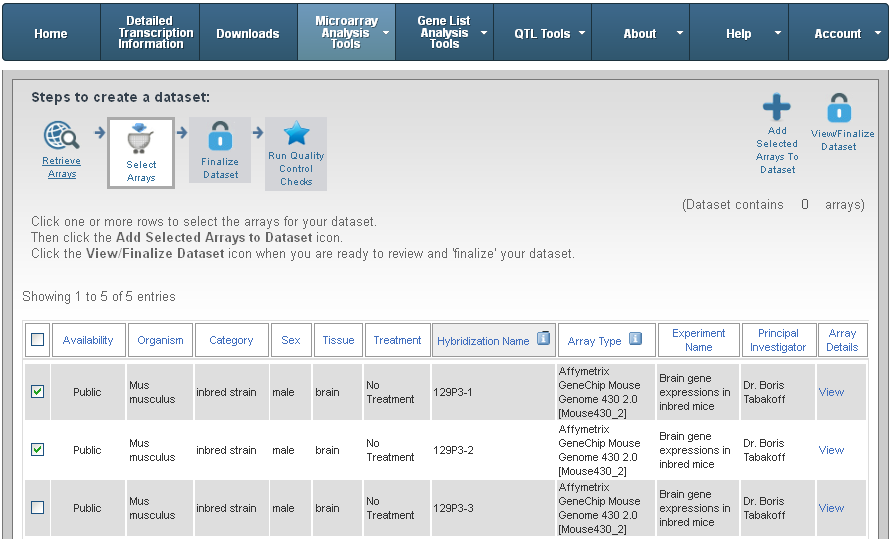 Home
Detailed Transcription Information
Downloads
Microarray Analysis Tools
Gene List Analysis Tools
QTL Tools
About
Help
Account
Steps to create a dataset:
Retrieve Arrays
Select Arrays
Finalize Dataset
Run Quality Control Checks
Add Selected Arrays To Dataset
View/Finalize Dataset
(Dataset contains 0 arrays)
Click one or more rows to select the arrays for your dataset.
Then click the Add Selected Arrays to Dataset icon.
Click the View/Finalize Dataset icon when you are ready to review and 'finalize' your dataset.
Showing 1 to 5 of 5 entries
Availability Organism Category Sex Tissue Treatment Hybridization Name i Array Type i Experiment Name Principal Investigator Array Details
Public Mus musculus inbred strain male brain No Treatment 129P3-1 Affymetrix GeneChip Mouse Genome 430 2.0 [Mouse430_2] Brain gene expressions in inbred mice Dr. Boris Tabakoff View
Public Mus musculus inbred strain male brain No Treatment 129P3-2 Affymetrix GeneChip Mouse Genome 430 2.0 [Mouse430_2] Brain gene expressions in inbred mice Dr. Boris Tabakoff View
Public Mus musculus inbred strain male brain No Treatment 129P3-3 Affymetrix GeneChip Mouse Genome 430 2.0 [Mouse430_2] Brain gene expressions in inbred mice Dr. Boris Tabakoff View